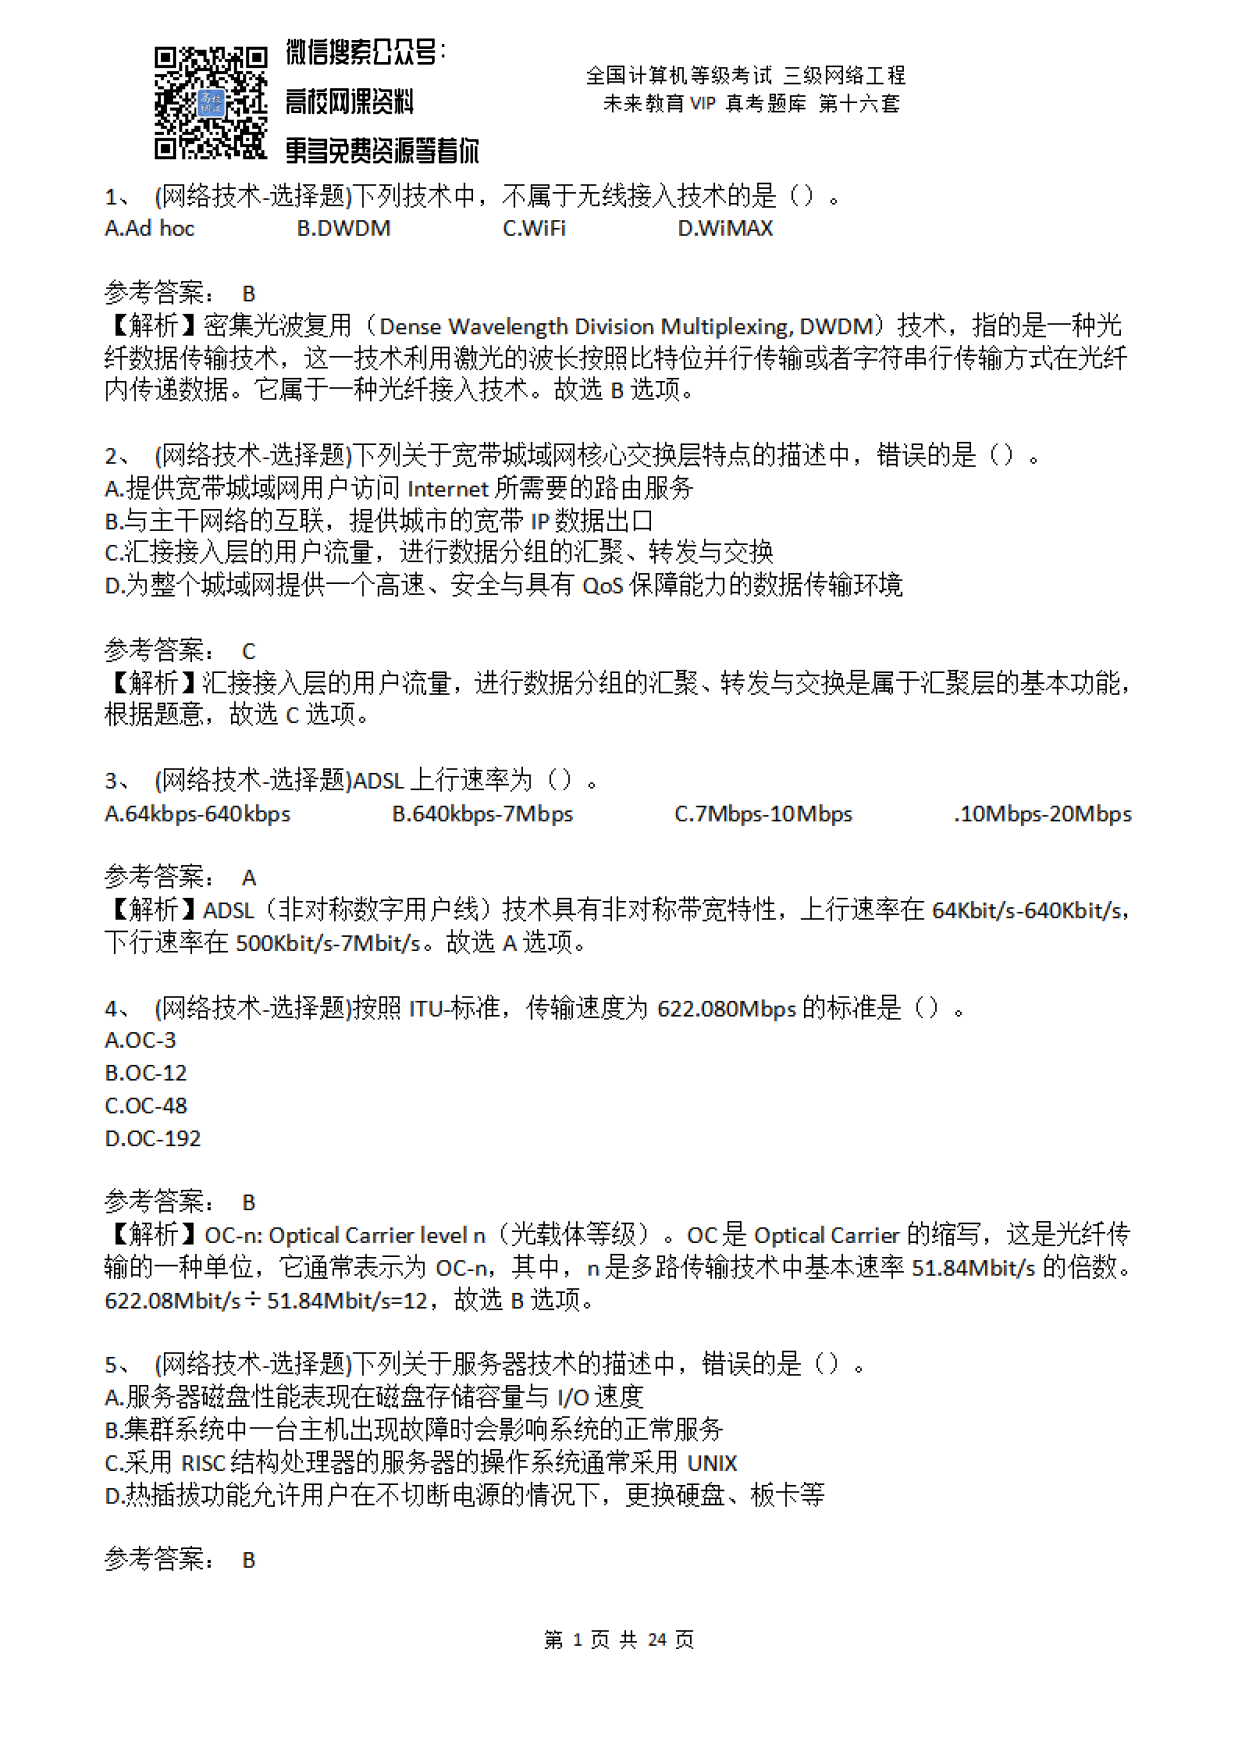 微信搜索公众号：
高校网课资料
更多免费资源等着你
全国计算机等级考试 三级网络工程
未来教育 VIP 真考题库 第十六套
1、 (网络技术-选择题)下列技术中，不属于无线接入技术的是（）。
A.Ad hoc B.DWDM C.WiFi D.WiMAX
参考答案： B
【解析】密集光波复用（Dense Wavelength Division Multiplexing, DWDM）技术，指的是一种光
纤数据传输技术，这一技术利用激光的波长按照比特位并行传输或者字符串行传输方式在光纤
内传递数据。它属于一种光纤接入技术。故选 B 选项。
2、 (网络技术-选择题)下列关于宽带城域网核心交换层特点的描述中，错误的是（）。
A.提供宽带城域网用户访问 Internet 所需要的路由服务
B.与主干网络的互联，提供城市的宽带 IP 数据出口
C.汇接接入层的用户流量，进行数据分组的汇聚、转发与交换
D.为整个城域网提供一个高速、安全与具有 QoS 保障能力的数据传输环境
参考答案： C
【解析】汇接接入层的用户流量，进行数据分组的汇聚、转发与交换是属于汇聚层的基本功能，
根据题意，故选 C 选项。
3、 (网络技术-选择题)ADSL 上行速率为（）。
A.64kbps-640kbps B.640kbps-7Mbps C.7Mbps-10Mbps .10Mbps-20Mbps
参考答案： A
【解析】ADSL（非对称数字用户线）技术具有非对称带宽特性，上行速率在 64Kbit/s-640Kbit/s，
下行速率在 500Kbit/s-7Mbit/s。故选 A 选项。
4、 (网络技术-选择题)按照 ITU-标准，传输速度为 622.080Mbps 的标准是（）。
A.OC-3
B.OC-12
C.OC-48
D.OC-192
参考答案： B
【解析】OC-n: Optical Carrier level n（光载体等级）。OC 是 Optical Carrier 的缩写，这是光纤传
输的一种单位，它通常表示为 OC-n，其中，n 是多路传输技术中基本速率 51.84Mbit/s 的倍数。
622.08Mbit/s÷51.84Mbit/s=12，故选 B 选项。
5、 (网络技术-选择题)下列关于服务器技术的描述中，错误的是（）。
A.服务器磁盘性能表现在磁盘存储容量与 I/O 速度
B.集群系统中一台主机出现故障时会影响系统的正常服务
C.采用 RISC 结构处理器的服务器的操作系统通常采用 UNIX
D.热插拔功能允许用户在不切断电源的情况下，更换硬盘、板卡等
参考答案： B
第 1 页 共 24 页